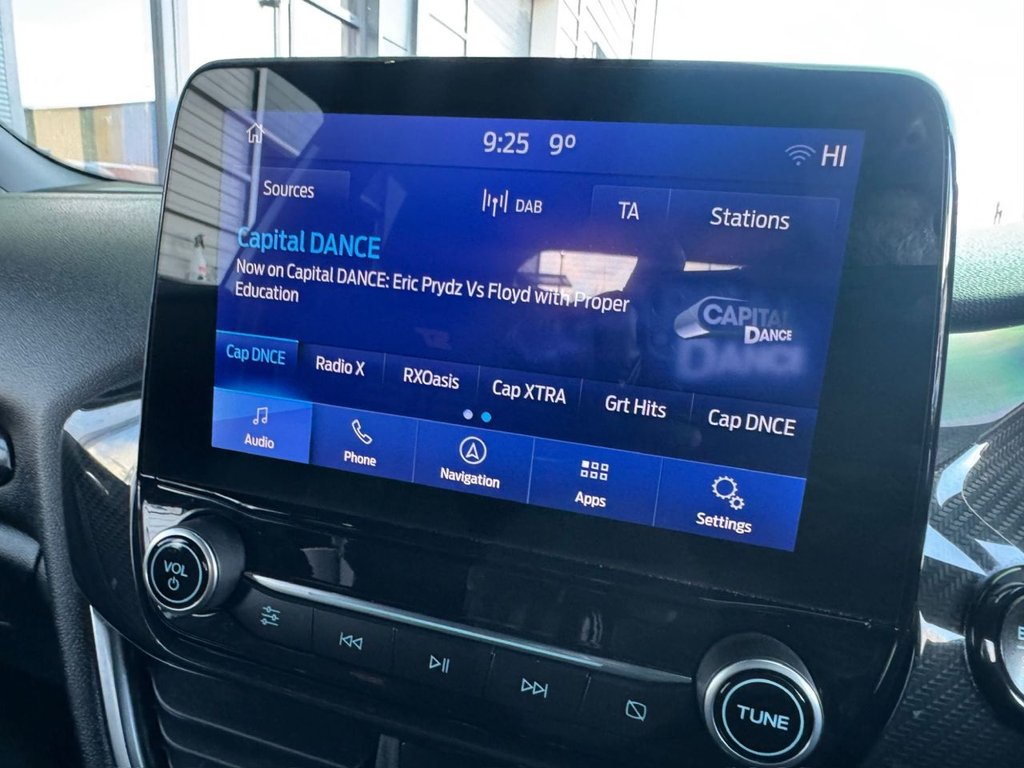 9:25 9º
HI
Sources
DAB
TA
Stations
Capital DANCE
Now on Capital DANCE: Eric Prydz Vs Floyd with Proper
Education
CAPITAL
DANCE
Cap DNCE
Radio X
RXOasis
Cap XTRA
Grt Hits
Cap DNCE
Audio
Phone
Navigation
Apps
Settings
VOL
TUNE